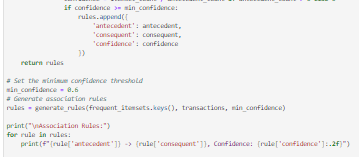 if confidence >= min_confidence:
rules.append({
'antecedent': antecedent,
'consequent': consequent,
'confidence': confidence
})
return rules
# Set the minimum confidence threshold
min_confidence = 0.6
# Generate association rules
rules = generate_rules(frequent_itemsets.keys(), transactions, min_confidence)
print("\nAssociation Rules:")
for rule in rules:
print(f"{rule['antecedent']} -> {rule['consequent']}, Confidence: {rule['confidence']:.2f}")